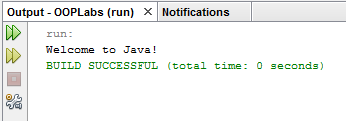 Output - OOPLabs (run) × Notifications
run:
Welcome to Java!
BUILD SUCCESSFUL (total time: 0 seconds)